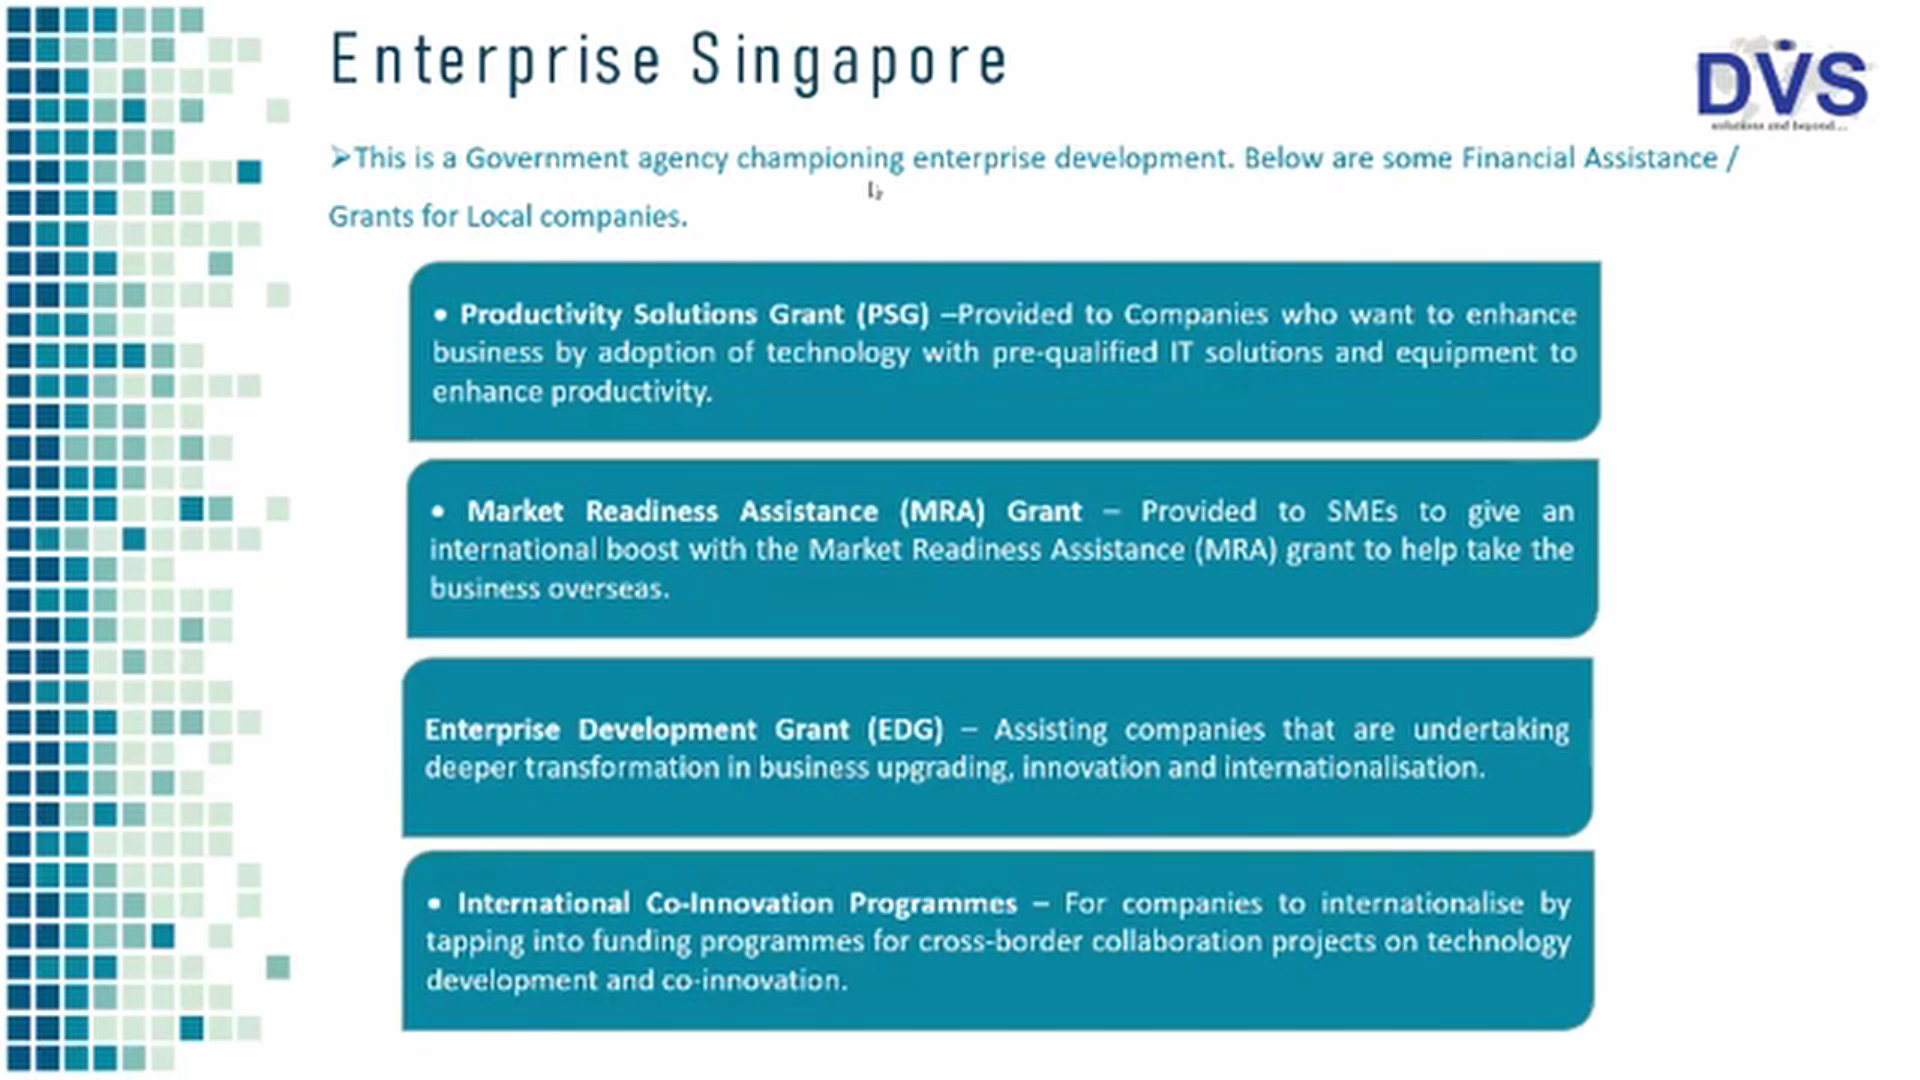 Enterprise Singapore
DVS
solutions and beyond...
➢This is a Government agency championing enterprise development. Below are some Financial Assistance /
Grants for Local companies.
• Productivity Solutions Grant (PSG) –Provided to Companies who want to enhance
business by adoption of technology with pre-qualified IT solutions and equipment to
enhance productivity.
• Market Readiness Assistance (MRA) Grant – Provided to SMEs to give an
international boost with the Market Readiness Assistance (MRA) grant to help take the
business overseas.
Enterprise Development Grant (EDG) – Assisting companies that are undertaking
deeper transformation in business upgrading, innovation and internationalisation.
• International Co-Innovation Programmes – For companies to internationalise by
tapping into funding programmes for cross-border collaboration projects on technology
development and co-innovation.